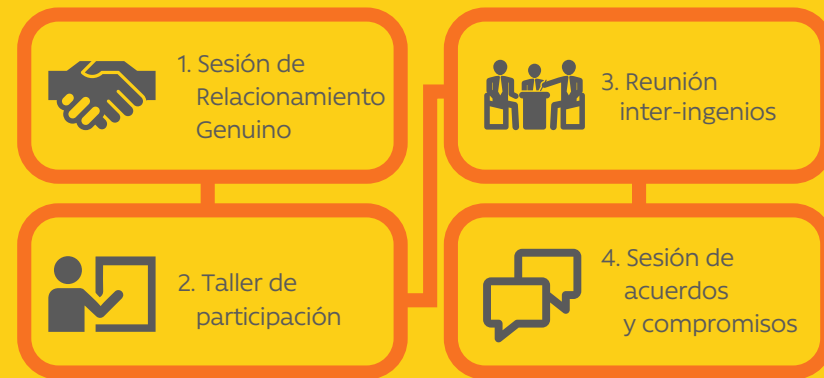 1. Sesión de
Relacionamiento
Genuino
2. Taller de
participación
3. Reunión
inter-ingenios
4. Sesión de
acuerdos
y compromisos